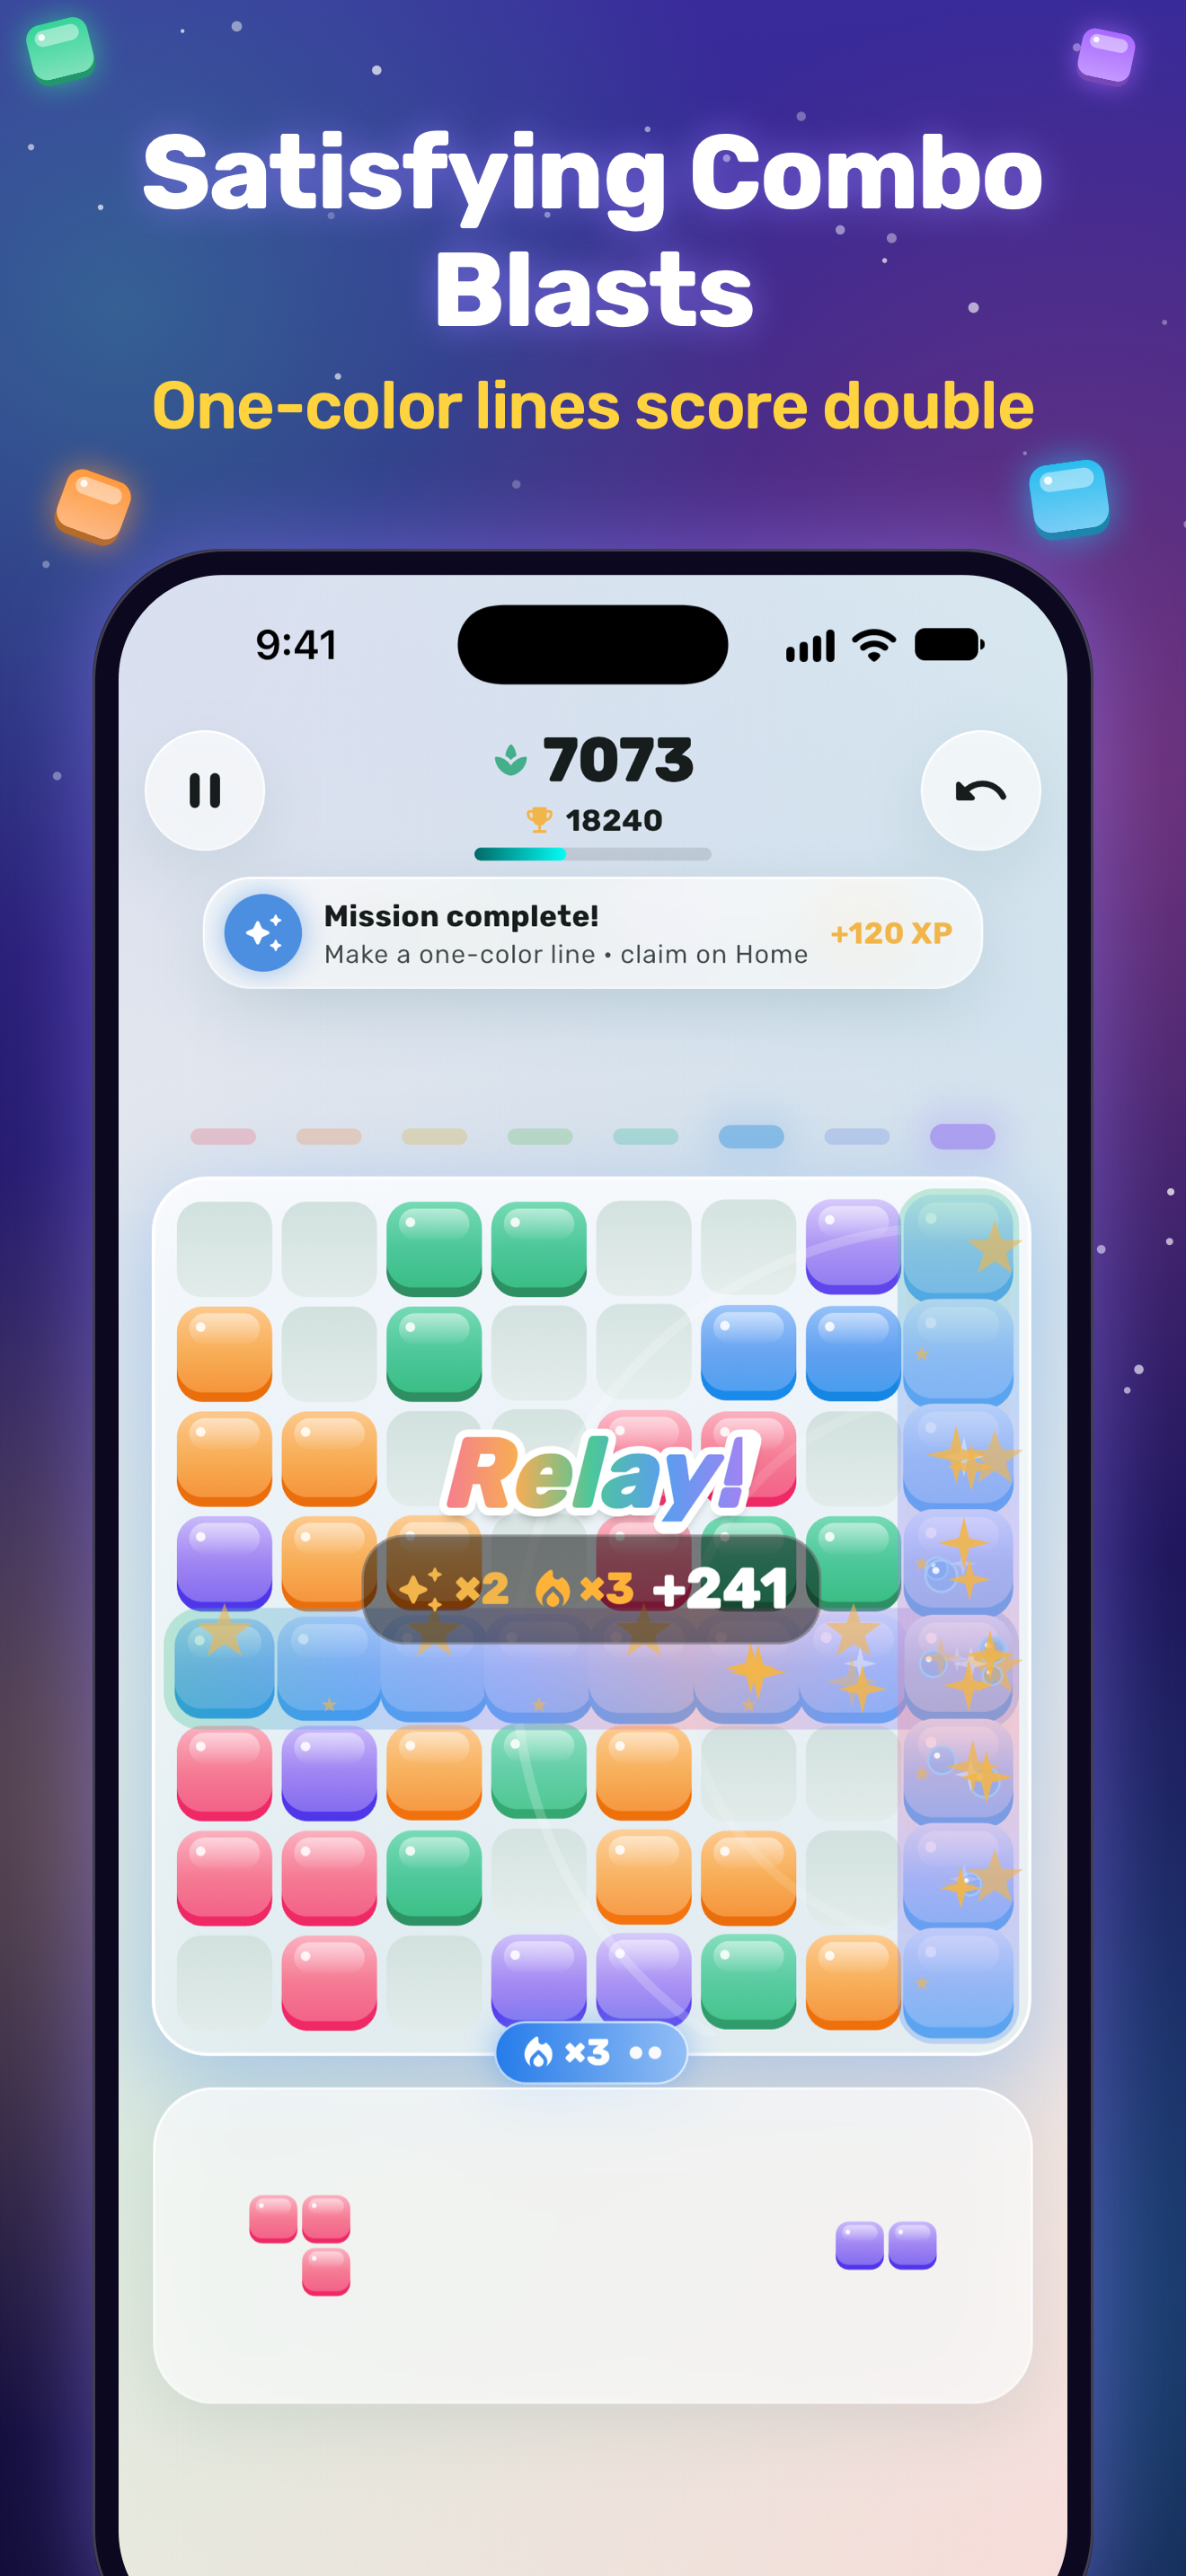 Satisfying Combo
Blasts
One-color lines score double
9:41
7073
18240
Mission complete!
Make a one-color line • claim on Home
+120 XP
Relay!
×2 ×3 +241
×3